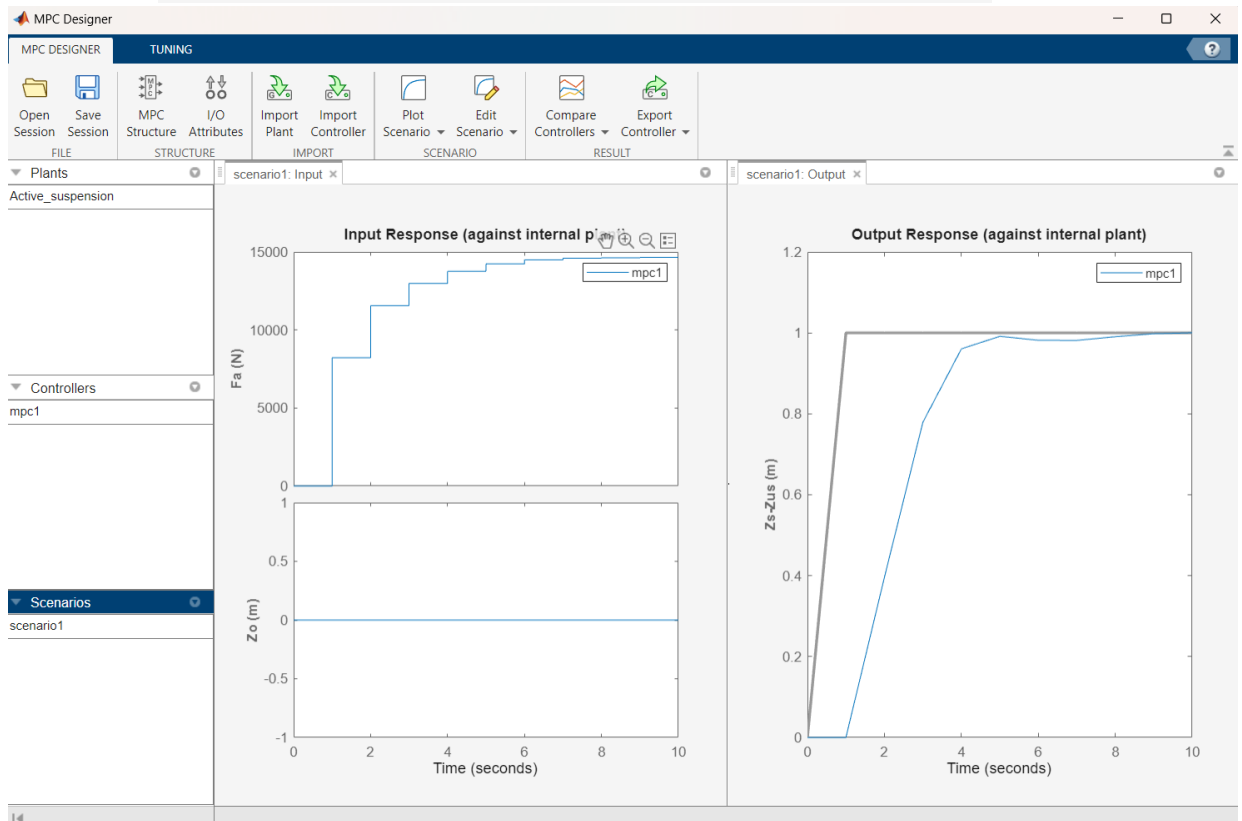 MPC Designer
MPC DESIGNER
TUNING
Open Session
Save Session
MPC Structure
I/O Attributes
Import Plant
Import Controller
Plot Scenario
Edit Scenario
Compare Controllers
Export Controller
FILE
STRUCTURE
IMPORT
SCENARIO
RESULT
Plants
Active_suspension
Controllers
mpc1
Scenarios
scenario1
scenario1: Input
Input Response (against internal
mpc1
15000
10000
5000
0
Fa (N)
1
0.5
0
-0.5
-1
Zo (m)
0
2
4
6
8
10
Time (seconds)
scenario1: Output
Output Response (against internal plant)
mpc1
1.2
1
0.8
0.6
0.4
0.2
0
Zs-Zus (m)
0
2
4
6
8
10
Time (seconds)